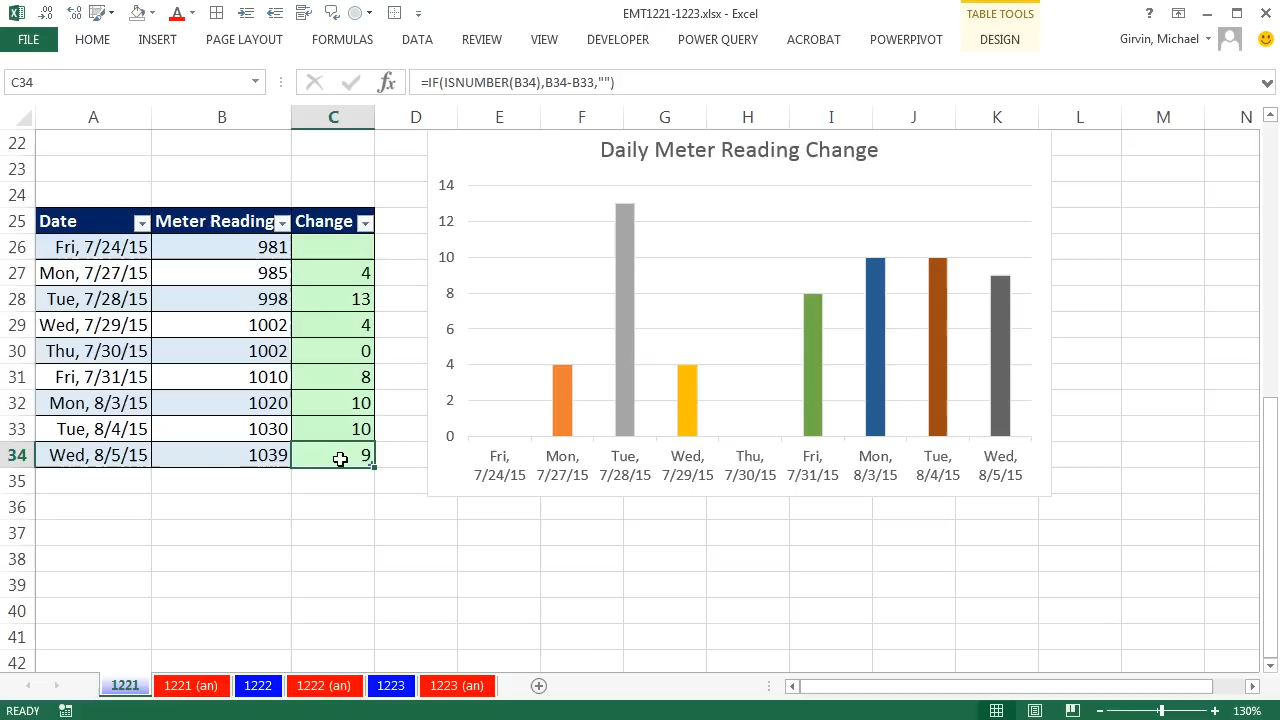 EMT1221-1223.xlsx - Excel
TABLE TOOLS
FILE HOME INSERT PAGE LAYOUT FORMULAS DATA REVIEW VIEW DEVELOPER POWER QUERY ACROBAT POWERPIVOT DESIGN
Girvin, Michael
C34 fx =IF(ISNUMBER(B34),B34-B33,"")
A B C D E F G H I J K L M N
22
23
24
25 Date Meter Reading Change
26 Fri, 7/24/15 981
27 Mon, 7/27/15 985 4
28 Tue, 7/28/15 998 13
29 Wed, 7/29/15 1002 4
30 Thu, 7/30/15 1002 0
31 Fri, 7/31/15 1010 8
32 Mon, 8/3/15 1020 10
33 Tue, 8/4/15 1030 10
34 Wed, 8/5/15 1039 9
35
36
37
38
39
40
41
42
Daily Meter Reading Change
14
12
10
8
6
4
2
0
Fri, Mon, Tue, Wed, Thu, Fri, Mon, Tue, Wed,
7/24/15 7/27/15 7/28/15 7/29/15 7/30/15 7/31/15 8/3/15 8/4/15 8/5/15
1221 1221 (an) 1222 1222 (an) 1223 1223 (an)
READY 130%